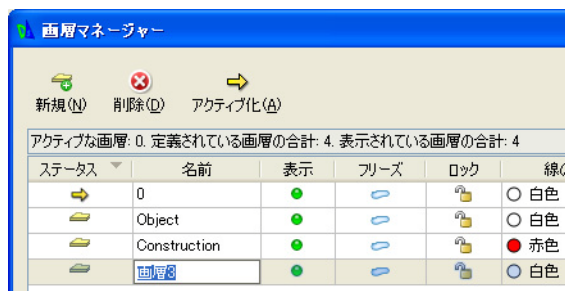 画層マネージャー
新規(N) 削除(D) アクティブ化(A)
アクティブな画層: 0. 定義されている画層の合計: 4. 表示されている画層の合計: 4
ステータス 名前 表示 フリーズ ロック 線の
0 白色
Object 白色
Construction 赤色
画層3 白色